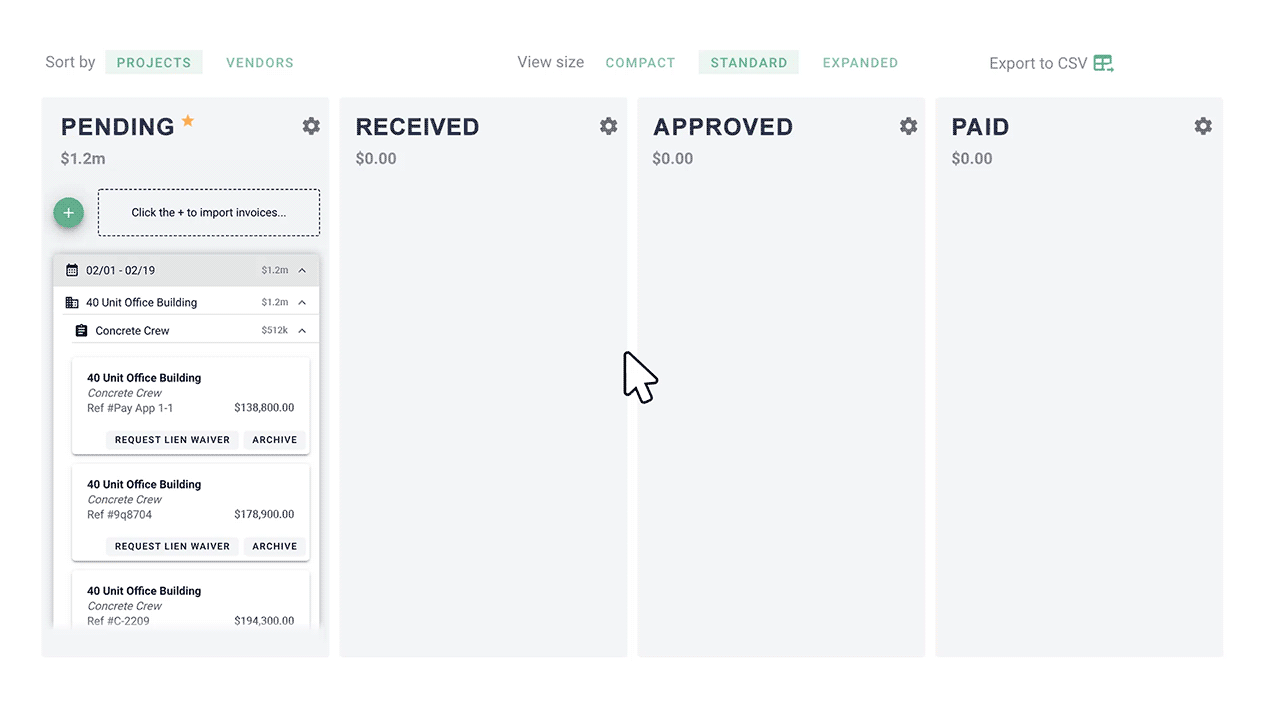 Sort by PROJECTS VENDORS View size COMPACT STANDARD EXPANDED Export to CSV
PENDING
$1.2m
Click the + to import invoices...
02/01 - 02/19 $1.2m
40 Unit Office Building $1.2m
Concrete Crew $512k
40 Unit Office Building
Concrete Crew
Ref #Pay App 1-1 $138,800.00
REQUEST LIEN WAIVER ARCHIVE
40 Unit Office Building
Concrete Crew
Ref #9q8704 $178,900.00
REQUEST LIEN WAIVER ARCHIVE
40 Unit Office Building
Concrete Crew
Ref #C-2209 $194,300.00
RECEIVED
$0.00
APPROVED
$0.00
PAID
$0.00